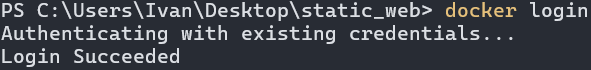 PS C:\Users\Ivan\Desktop\static_web> docker login
Authenticating with existing credentials...
Login Succeeded